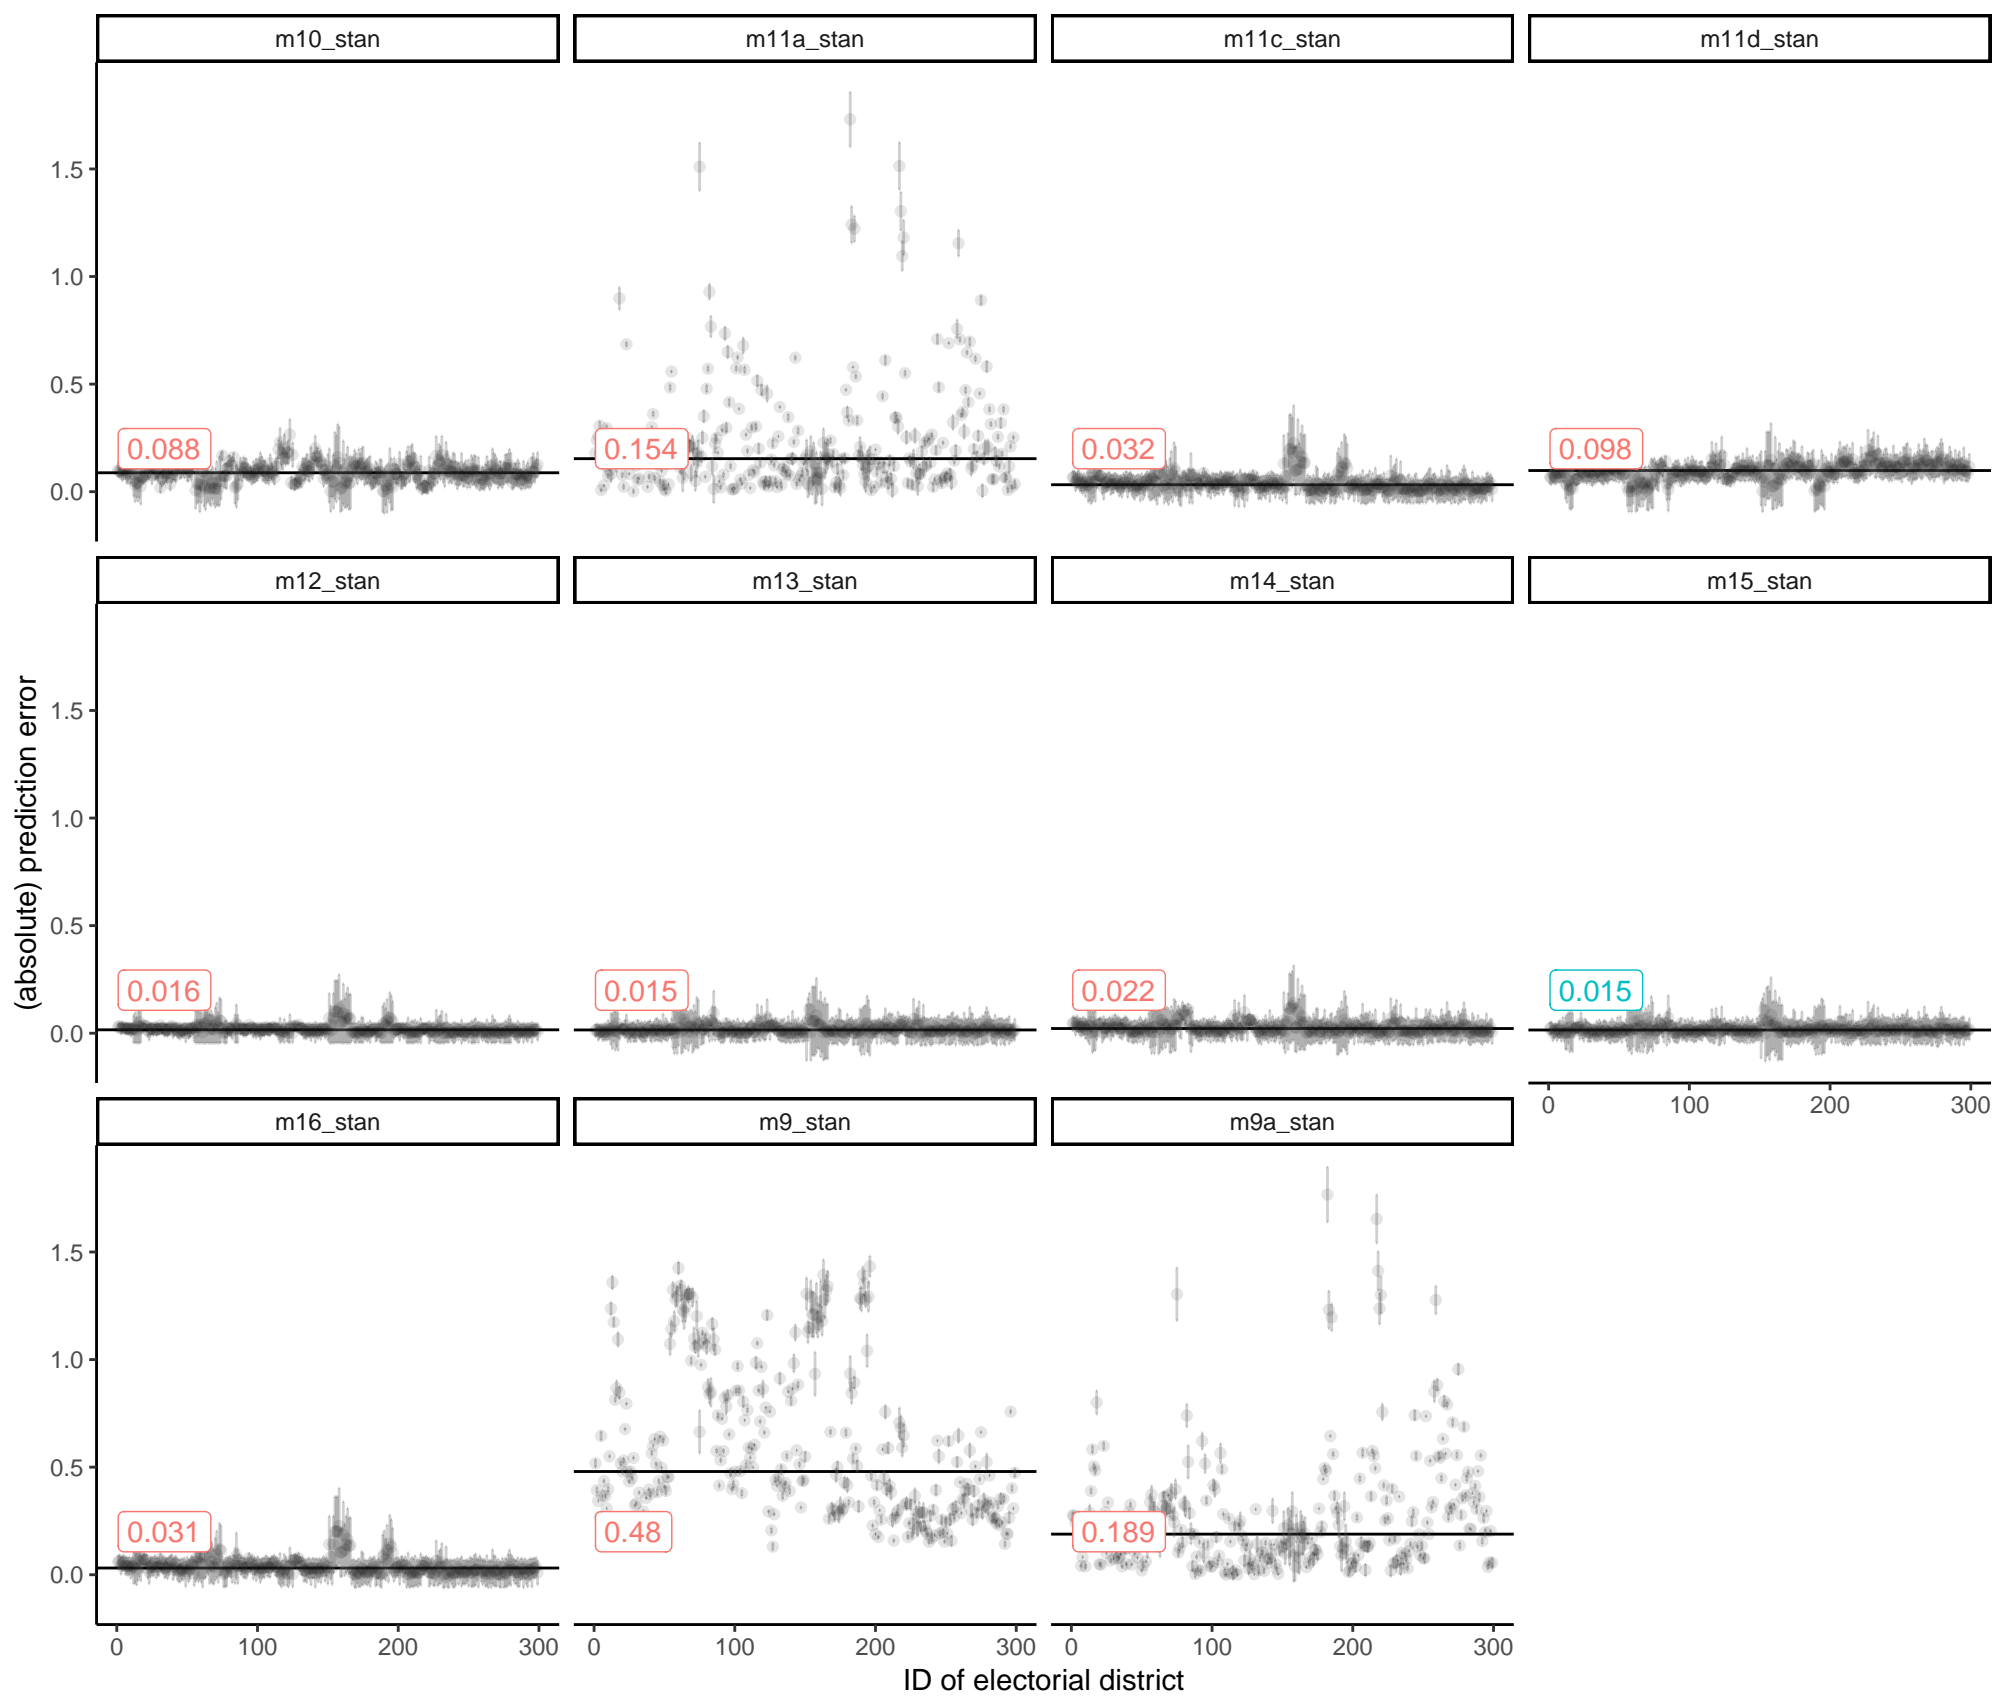 m10_stan m11a_stan m11c_stan m11d_stan
1.5
1.0
0.5
0.0
0.088 0.154 0.032 0.098
m12_stan m13_stan m14_stan m15_stan
(absolute) prediction error
1.5
1.0
0.5
0.0
0.016 0.015 0.022 0.015
0 100 200 300
m16_stan m9_stan m9a_stan
1.5
1.0
0.5
0.0
0.031 0.48 0.189
0 100 200 300 0 100 200 300 0 100 200 300
ID of electorial district